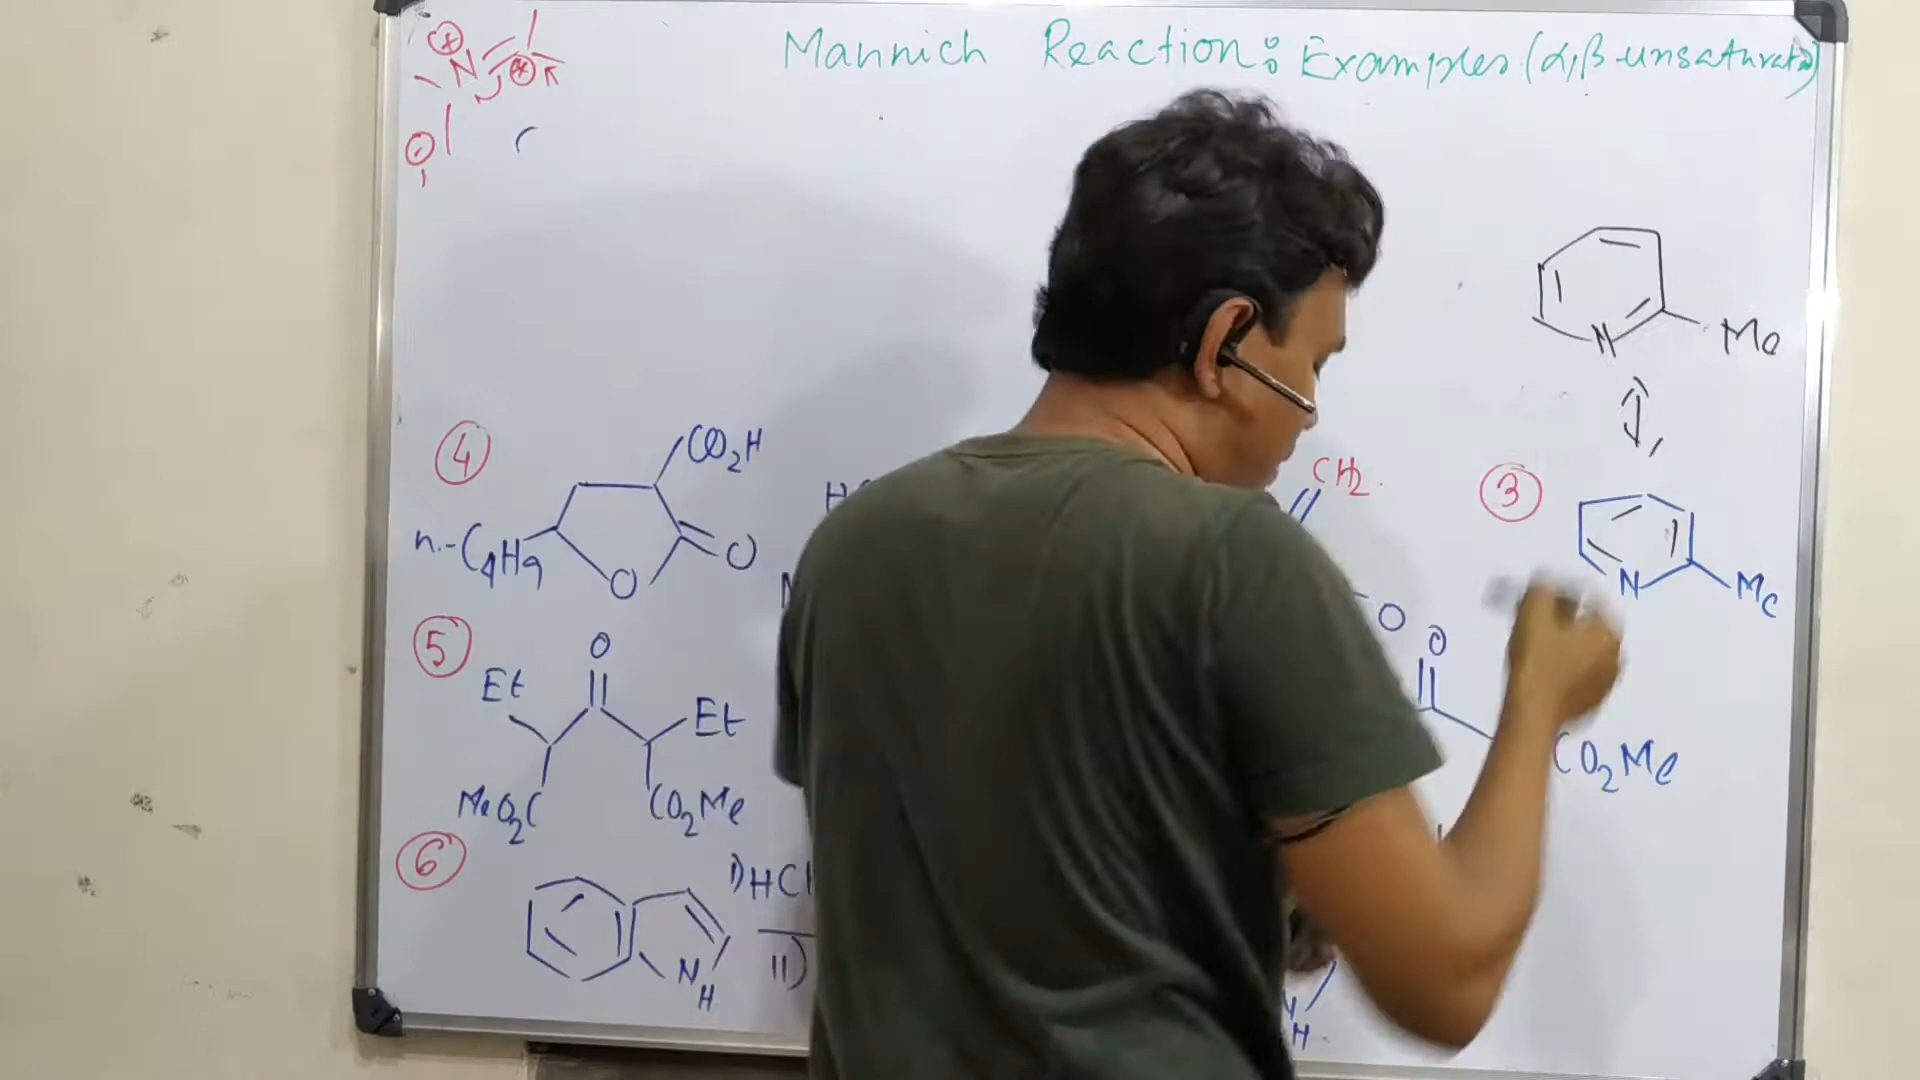 Mannich Reaction: Examples (α,β-unsaturated)
⊕
N
⊕
N
Me
④
CO2H
n-C4H9
O
O
CH2
O
③
N
Me
⑤
O
Et
Et
MeO2C
CO2Me
O
CO2Me
⑥
N
H
I) HCH
II)
H